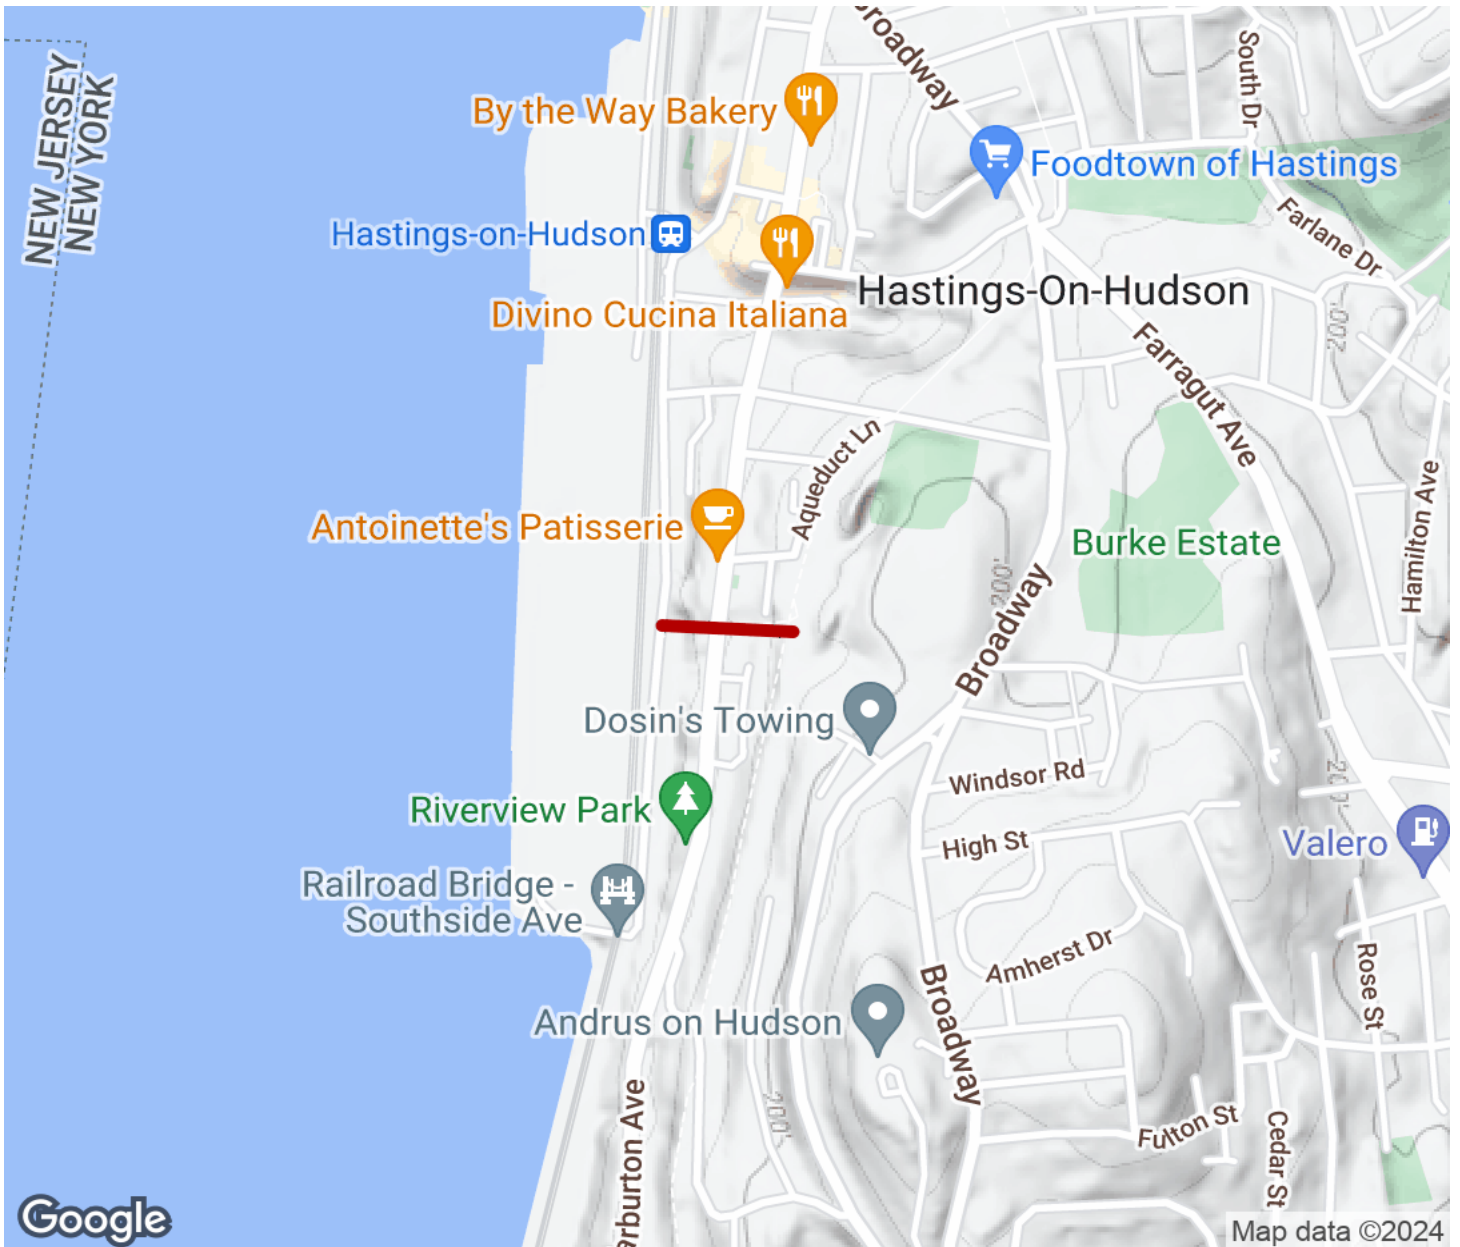 Broadway
South Dr
NEW JERSEY
NEW YORK
By the Way Bakery
Foodtown of Hastings
Farlane Dr
Hastings-on-Hudson
Hastings-On-Hudson
Divino Cucina Italiana
200'
Farragut Ave
Aqueduct Ln
Hamilton Ave
Antoinette's Patisserie
Burke Estate
200'
Broadway
Dosin's Towing
Windsor Rd
200'
Riverview Park
High St
Valero
Railroad Bridge -
Southside Ave
Amherst Dr
Rose St
Andrus on Hudson
Broadway
200'
arburton Ave
Fulton St
Cedar St
Google
Map data ©2024